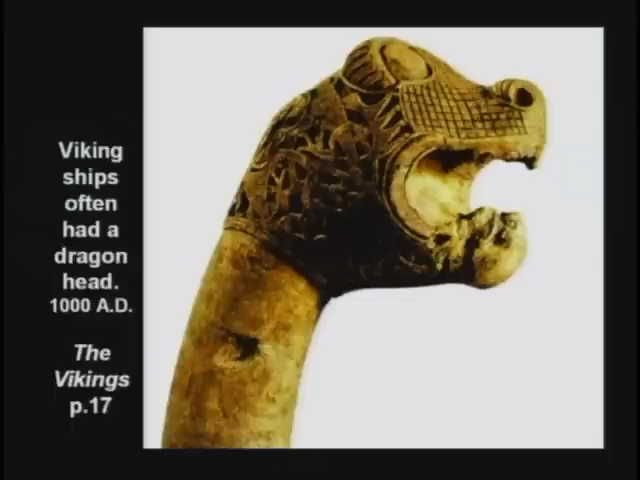 Viking
ships
often
had a
dragon
head.
1000 A.D.
The
Vikings
p.17